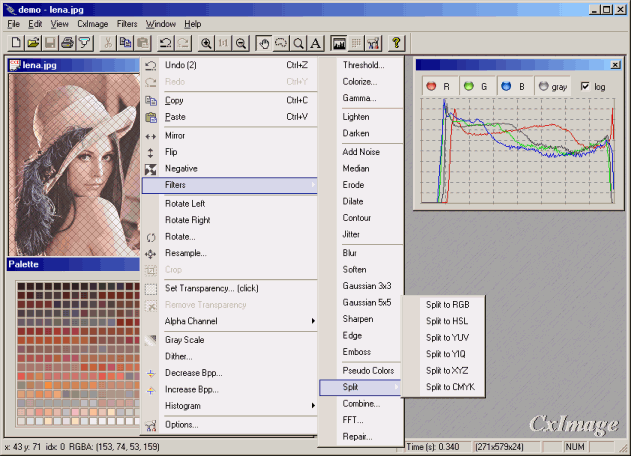 demo - lena.jpg
File Edit View CxImage Filters Window Help
1:1 A ?
lena.jpg
Undo (2) Ctrl+Z
Redo Ctrl+Y
Copy Ctrl+C
Paste Ctrl+V
Mirror
Flip
Negative
Filters
Rotate Left
Rotate Right
Rotate...
Resample...
Crop
Set Transparency... (click)
Remove Transparency
Alpha Channel
Gray Scale
Dither...
Decrease Bpp...
Increase Bpp...
Histogram
Options...
Threshold...
Colorize...
Gamma...
Lighten
Darken
Add Noise
Median
Erode
Dilate
Contour
Jitter
Blur
Soften
Gaussian 3x3
Gaussian 5x5
Sharpen
Edge
Emboss
Pseudo Colors
Split
Combine...
FFT...
Repair...
Split to RGB
Split to HSL
Split to YUV
Split to YIQ
Split to XYZ
Split to CMYK
R G B gray log
Palette
CxImage
x: 43 y: 71 idx: 0 RGBA: (153, 74, 53, 159)
Time (s): 0.340 (271x579x24) NUM